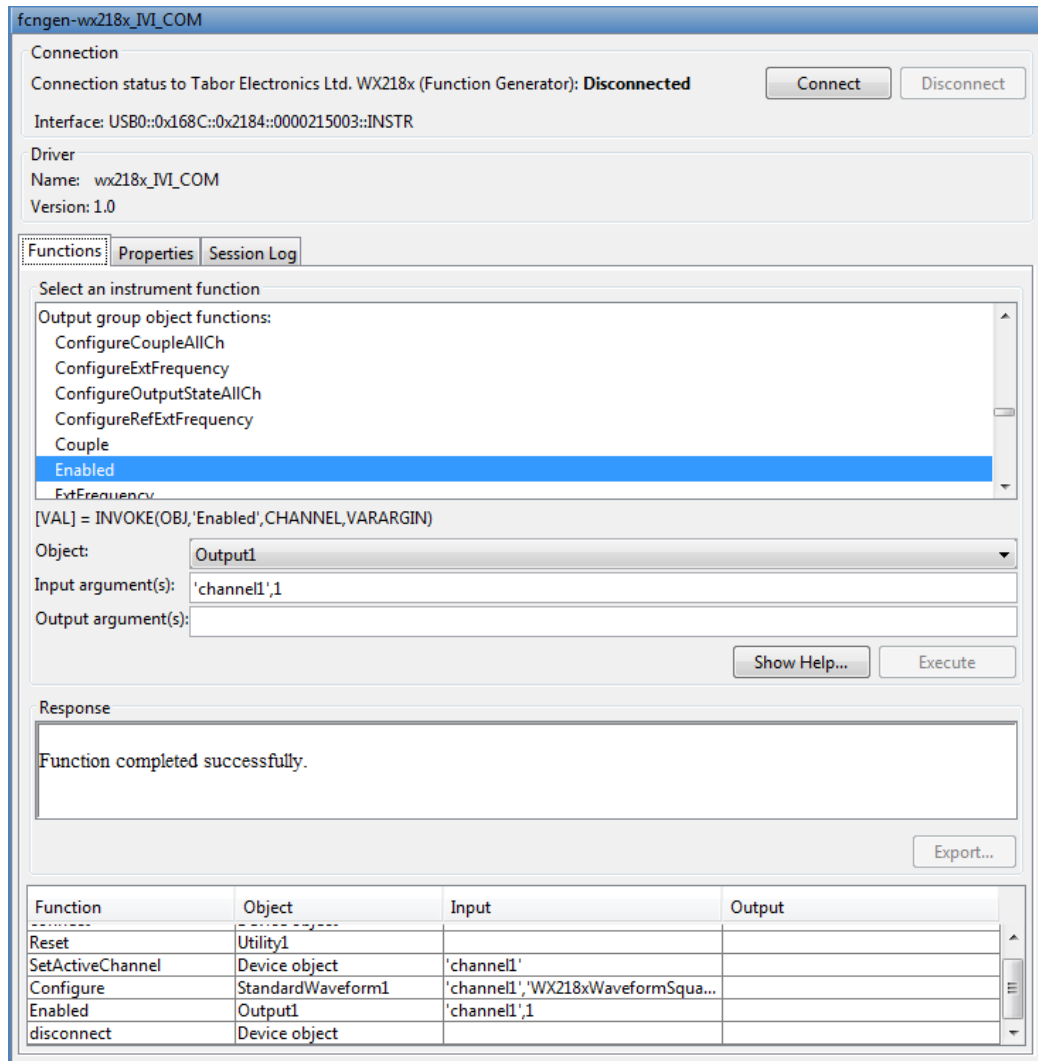 fcngen-wx218x_IVI_COM
Connection
Connection status to Tabor Electronics Ltd. WX218x (Function Generator): Disconnected
Connect
Disconnect
Interface: USB0::0x168C::0x2184::0000215003::INSTR
Driver
Name: wx218x_IVI_COM
Version: 1.0
Functions Properties Session Log
Select an instrument function
Output group object functions:
ConfigureCoupleAllCh
ConfigureExtFrequency
ConfigureOutputStateAllCh
ConfigureRefExtFrequency
Couple
Enabled
ExtFrequency
[VAL] = INVOKE(OBJ,'Enabled',CHANNEL,VARARGIN)
Object: Output1
Input argument(s): 'channel1',1
Output argument(s):
Show Help... Execute
Response
Function completed successfully.
Export...
Function Object Input Output
connect Device object
Reset Utility1
SetActiveChannel Device object 'channel1'
Configure StandardWaveform1 'channel1','WX218xWaveformSqua...
Enabled Output1 'channel1',1
disconnect Device object